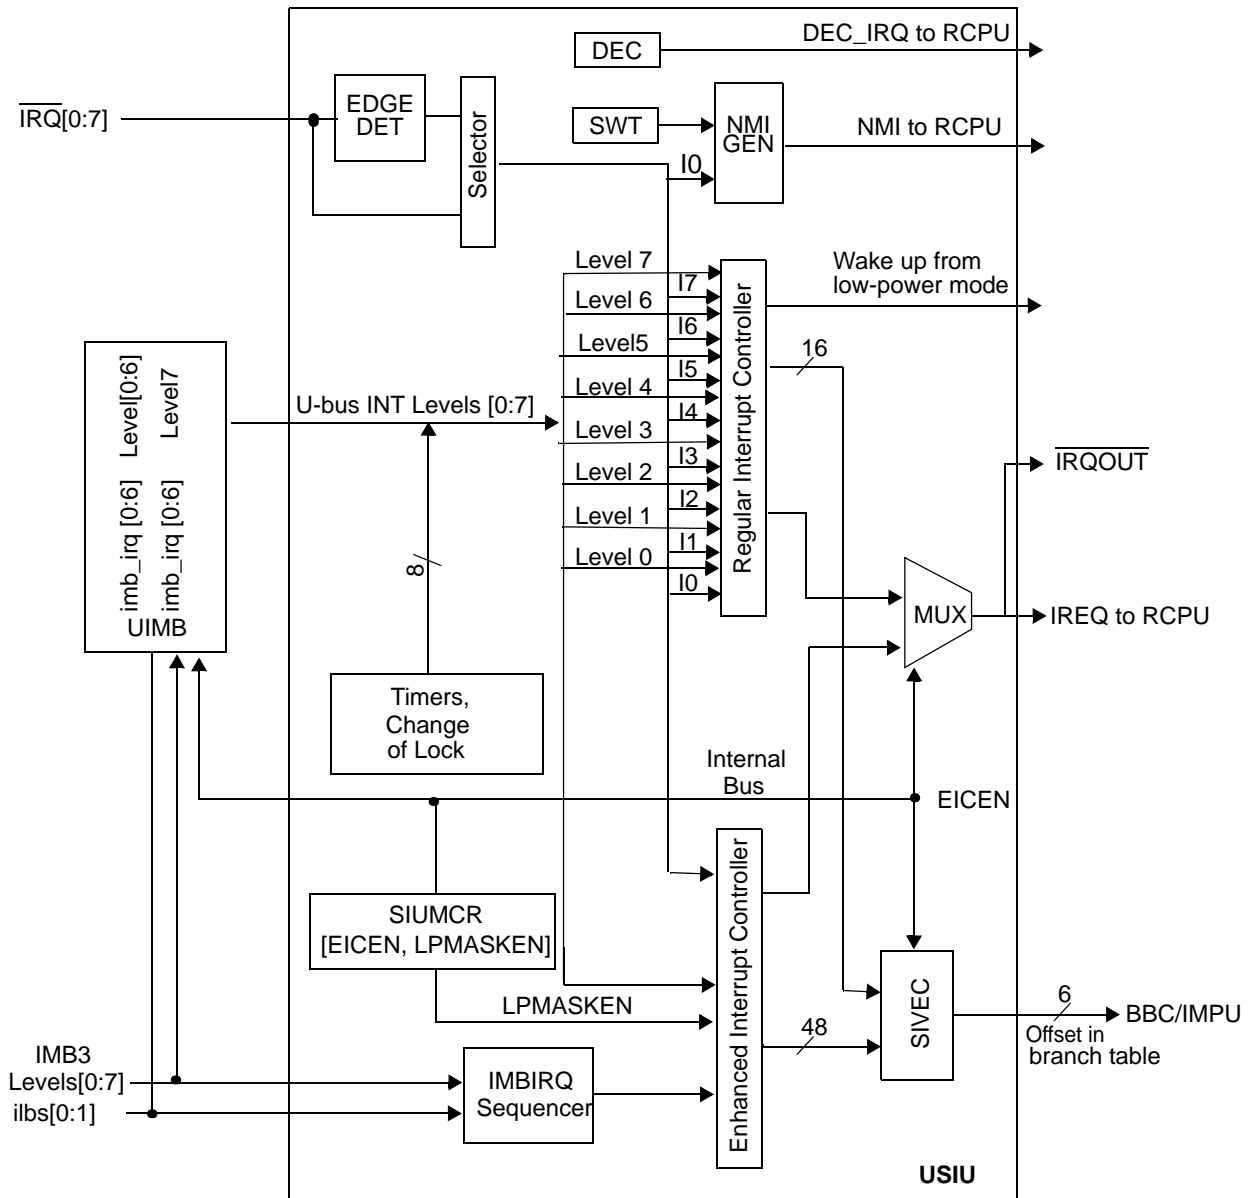 DEC_IRQ to RCPU
DEC
EDGE
DET
IRQ[0:7]
Selector
SWT
NMI
GEN
NMI to RCPU
I0
Level 7
I7
Level 6
I6
Level5
I5
Level 4
I4
Level 3
I3
Level 2
I2
Level 1
I1
Level 0
I0
Regular Interrupt Controller
Wake up from
low-power mode
16
Level[0:6]
Level7
imb_irq [0:6]
imb_irq [0:6]
UIMB
U-bus INT Levels [0:7]
8
IRQOUT
MUX
IREQ to RCPU
Timers,
Change
of Lock
Internal
Bus
EICEN
SIUMCR
[EICEN, LPMASKEN]
LPMASKEN
Enhanced Interrupt Controller
48
SIVEC
6
BBC/IMPU
Offset in
branch table
IMB3
Levels[0:7]
ilbs[0:1]
IMBIRQ
Sequencer
USIU